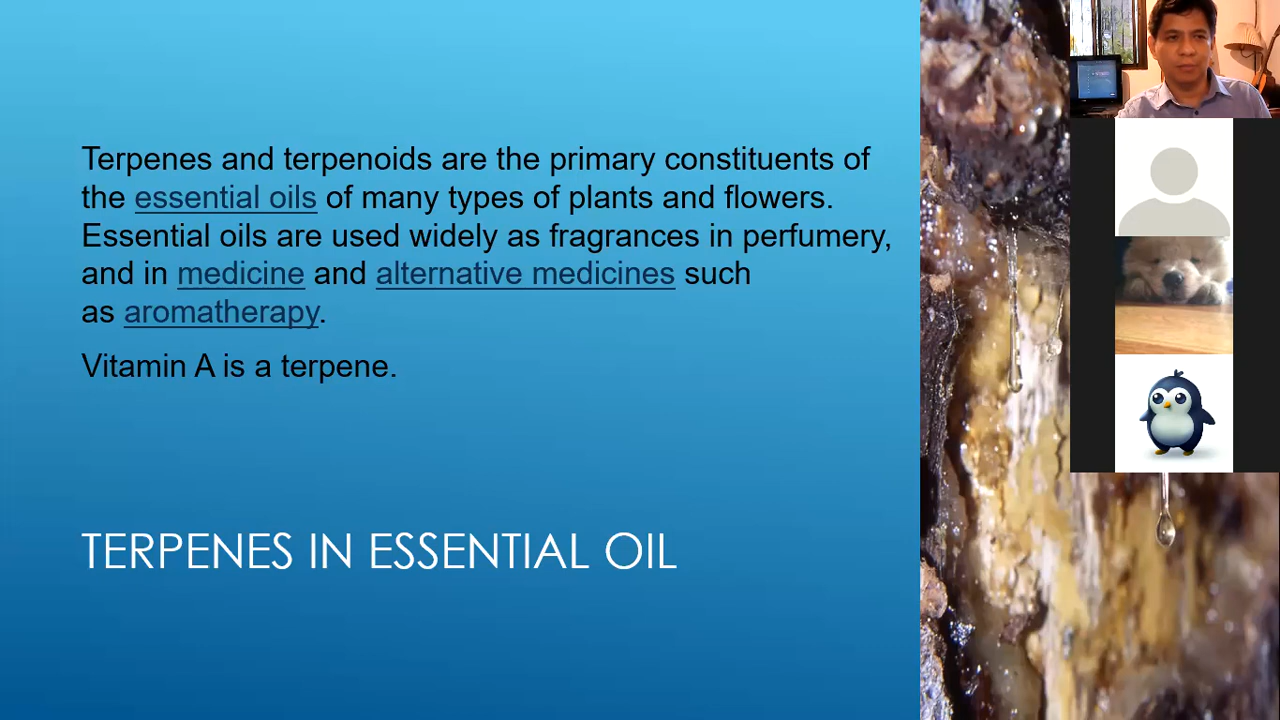 Terpenes and terpenoids are the primary constituents of
the essential oils of many types of plants and flowers.
Essential oils are used widely as fragrances in perfumery,
and in medicine and alternative medicines such
as aromatherapy.
Vitamin A is a terpene.
TERPENES IN ESSENTIAL OIL